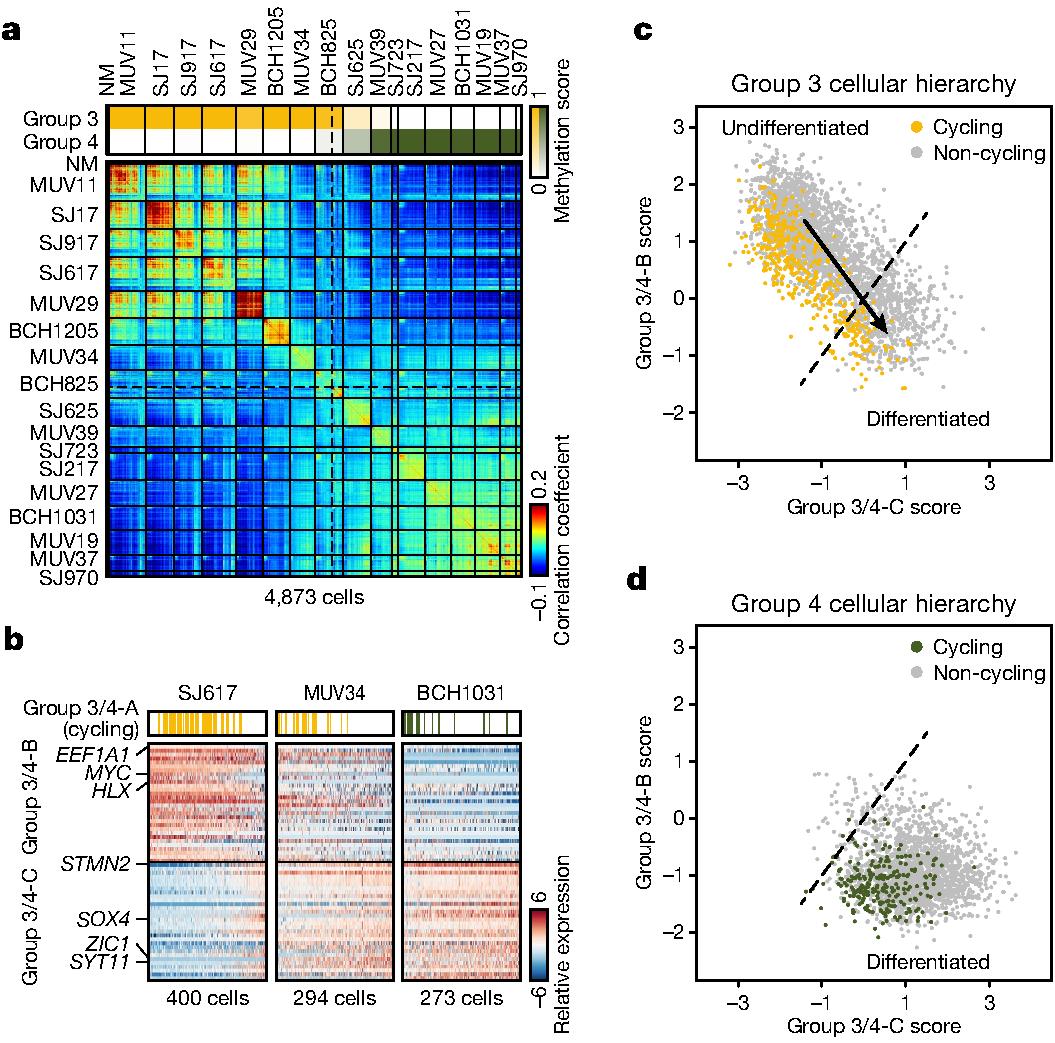 a
NM
MUV11
SJ17
SJ917
SJ617
MUV29
BCH1205
MUV34
BCH825
SJ625
MUV39
SJ723
SJ217
MUV27
BCH1031
MUV19
MUV37
SJ970
Group 3
Group 4
1
0
Methylation score
NM
MUV11
SJ17
SJ917
SJ617
MUV29
BCH1205
MUV34
BCH825
SJ625
MUV39
SJ723
SJ217
MUV27
BCH1031
MUV19
MUV37
SJ970
4,873 cells
0.2
−0.1
Correlation coeffecient
b
SJ617 MUV34 BCH1031
Group 3/4-A
(cycling)
Group 3/4-B
EEF1A1
MYC
HLX
Group 3/4-C
STMN2
SOX4
ZIC1
SYT11
400 cells 294 cells 273 cells
6
−6
Relative expression
c
Group 3 cellular hierarchy
Undifferentiated
Cycling
Non-cycling
Differentiated
3
2
1
0
−1
−2
Group 3/4-B score
−3 −1 1 3
Group 3/4-C score
d
Group 4 cellular hierarchy
Cycling
Non-cycling
Differentiated
3
2
1
0
−1
−2
Group 3/4-B score
−3 −1 1 3
Group 3/4-C score